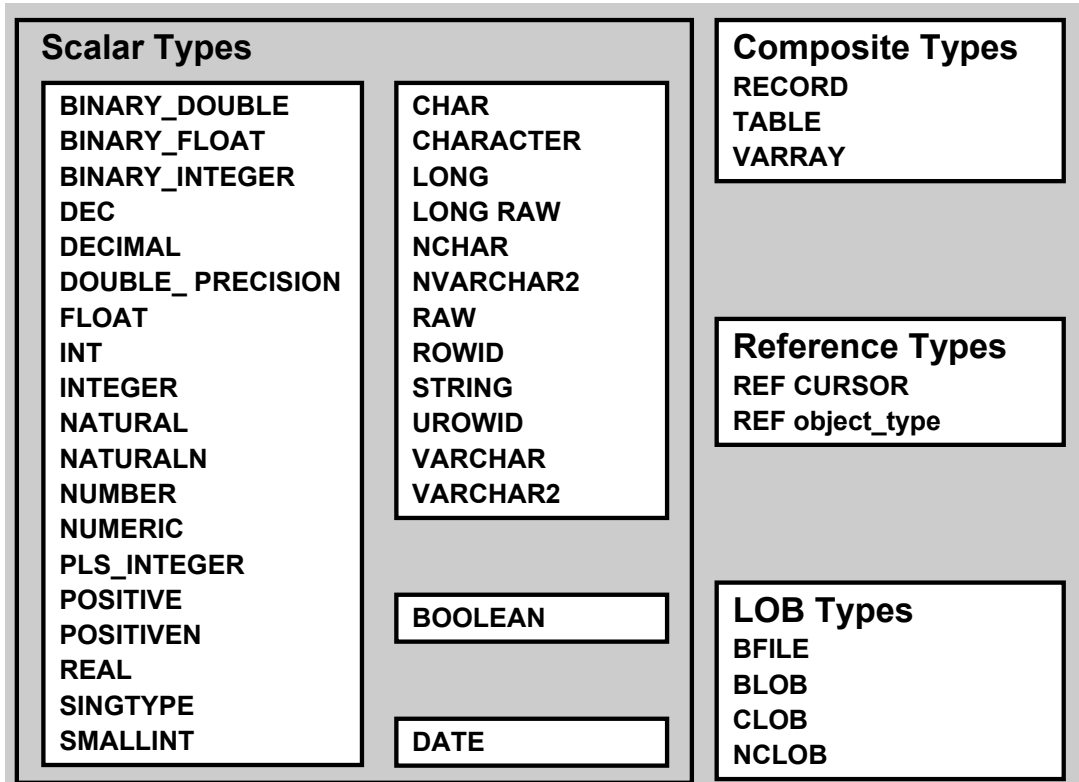 Scalar Types
BINARY_DOUBLE
BINARY_FLOAT
BINARY_INTEGER
DEC
DECIMAL
DOUBLE_ PRECISION
FLOAT
INT
INTEGER
NATURAL
NATURALN
NUMBER
NUMERIC
PLS_INTEGER
POSITIVE
POSITIVEN
REAL
SINGTYPE
SMALLINT
CHAR
CHARACTER
LONG
LONG RAW
NCHAR
NVARCHAR2
RAW
ROWID
STRING
UROWID
VARCHAR
VARCHAR2
BOOLEAN
DATE
Composite Types
RECORD
TABLE
VARRAY
Reference Types
REF CURSOR
REF object_type
LOB Types
BFILE
BLOB
CLOB
NCLOB